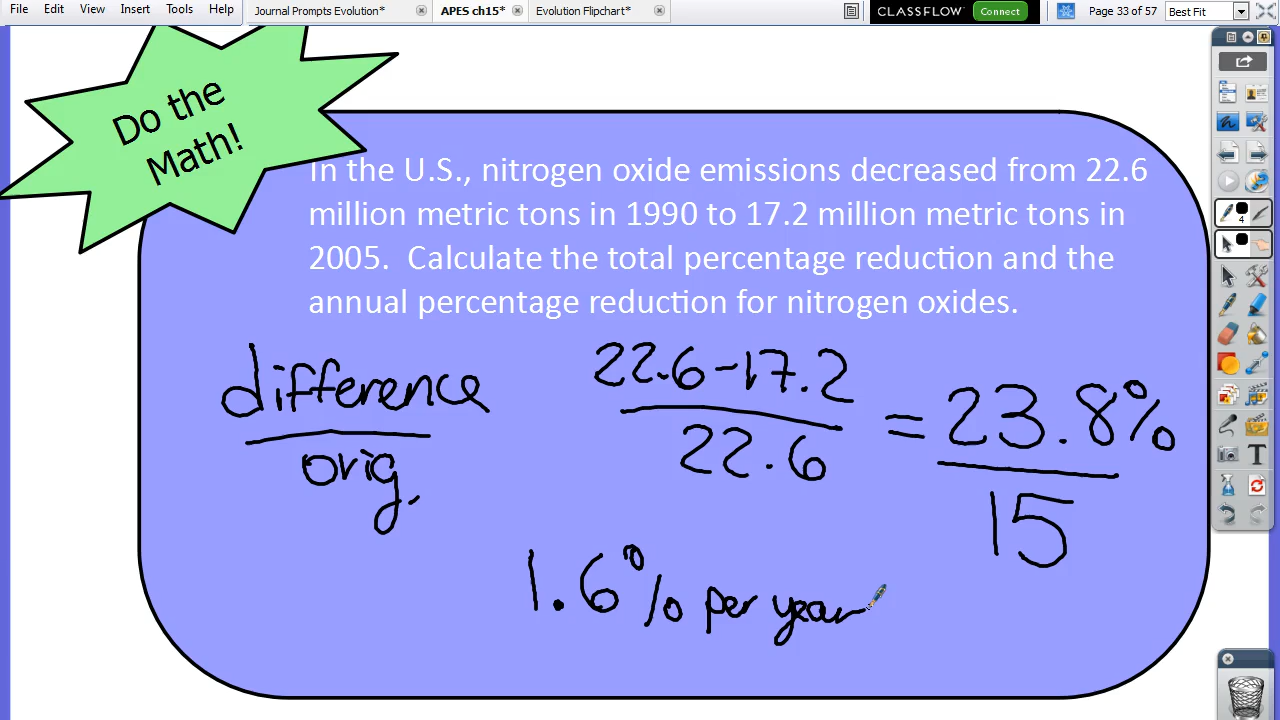 File Edit View Insert Tools Help
Journal Prompts Evolution* APES ch15* Evolution Flipchart*
CLASSFLOW Connect
Page 33 of 57 Best Fit
Do the
Math!
In the U.S., nitrogen oxide emissions decreased from 22.6
million metric tons in 1990 to 17.2 million metric tons in
2005. Calculate the total percentage reduction and the
annual percentage reduction for nitrogen oxides.
difference
orig.
22.6-17.2
22.6
= 23.8%
15
1.6% per year
4
T